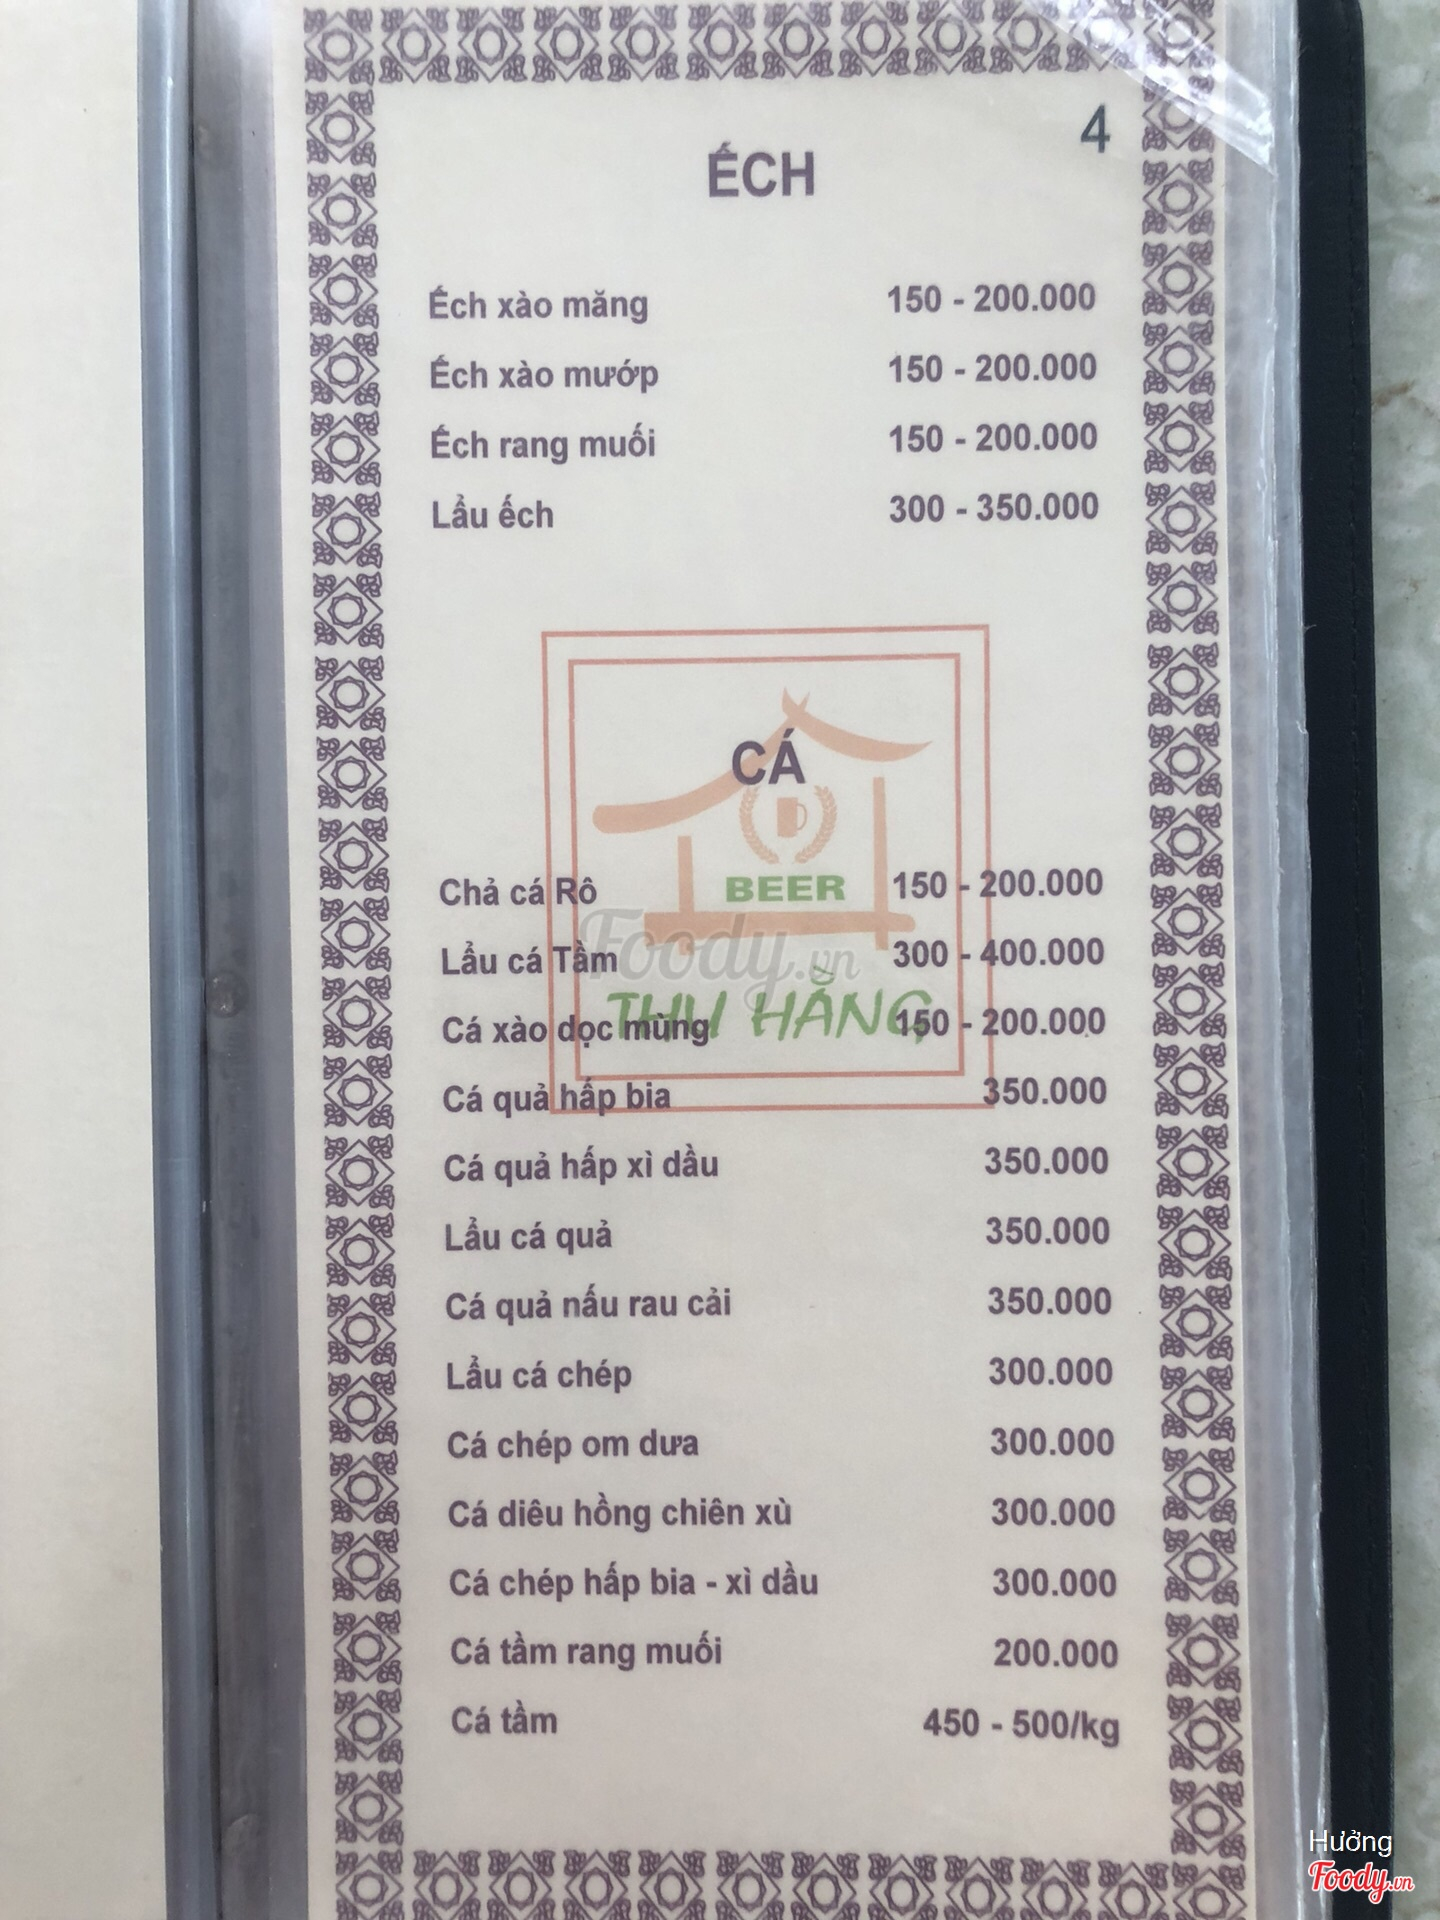 4
ẾCH
Ếch xào măng 150 - 200.000
Ếch xào mướp 150 - 200.000
Ếch rang muối 150 - 200.000
Lẩu ếch 300 - 350.000
CÁ
BEER
Chả cá Rô 150 - 200.000
Foody.vn
Lẩu cá Tầm 300 - 400.000
THU HẰNG
Cá xào dọc mùng 150 - 200.000
Cá quả hấp bia 350.000
Cá quả hấp xì dầu 350.000
Lẩu cá quả 350.000
Cá quả nấu rau cải 350.000
Lẩu cá chép 300.000
Cá chép om dưa 300.000
Cá diêu hồng chiên xù 300.000
Cá chép hấp bia - xì dầu 300.000
Cá tầm rang muối 200.000
Cá tầm 450 - 500/kg
Hưởng
Foody.vn